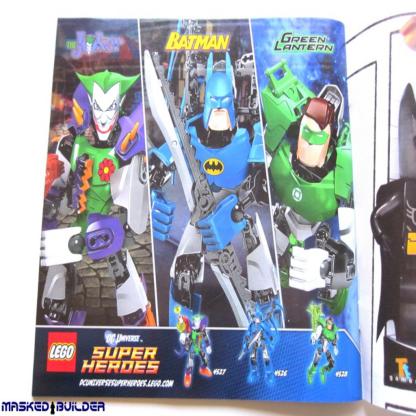 THE JOKER
BATMAN
GREEN LANTERN
LEGO
DC UNIVERSE
SUPER HEROES
DCUNIVERSESUPERHEROES.LEGO.COM
4527
4526
4528
MASKED BUILDER